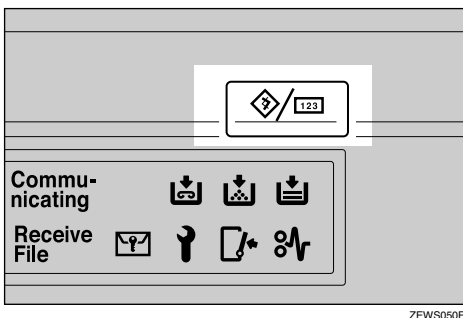 123
Commu-
nicating
Receive
File
ZEWS050E